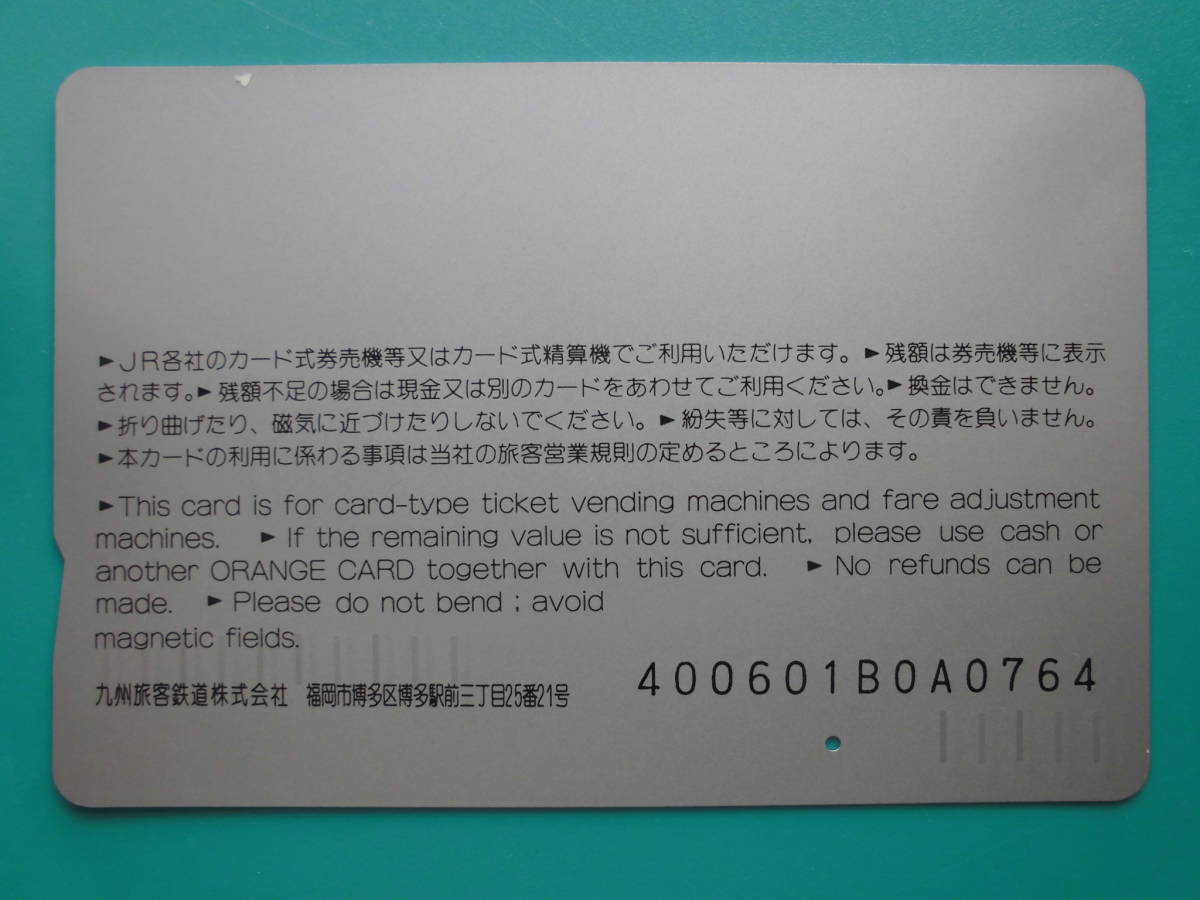 ►JR各社のカード式券売機等又はカード式精算機でご利用いただけます。►残額は券売機等に表示
されます。►残額不足の場合は現金又は別のカードをあわせてご利用ください。►換金はできません。
►折り曲げたり、磁気に近づけたりしないでください。►紛失等に対しては、その責を負いません。
►本カードの利用に係わる事項は当社の旅客営業規則の定めるところによります。
►This card is for card-type ticket vending machines and fare adjustment
machines. ►If the remaining value is not sufficient, please use cash or
another ORANGE CARD together with this card. ►No refunds can be
made. ►Please do not bend ; avoid
magnetic fields.
九州旅客鉄道株式会社 福岡市博多区博多駅前三丁目25番21号
400601B0A0764